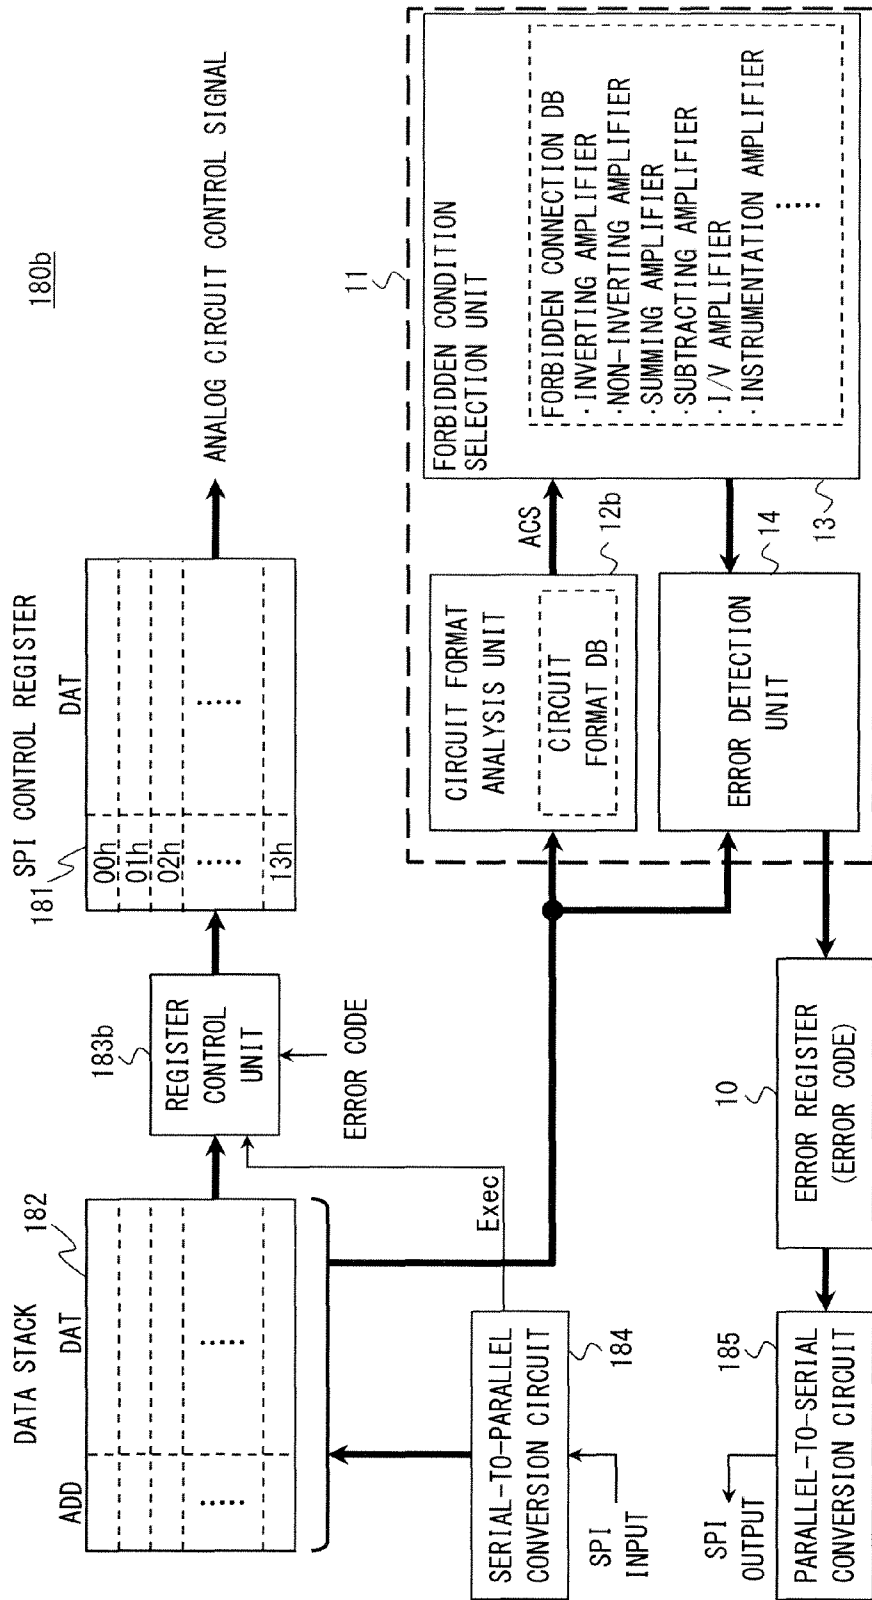 180b
DATA STACK
182
ADD
DAT
.....
.....
183b
REGISTER
CONTROL
UNIT
ERROR CODE
SPI CONTROL REGISTER
181
DAT
00h
01h
02h
.....
.....
13h
ANALOG CIRCUIT CONTROL SIGNAL
Exec
SERIAL-TO-PARALLEL
CONVERSION CIRCUIT
184
SPI
INPUT
SPI
OUTPUT
185
PARALLEL-TO-SERIAL
CONVERSION CIRCUIT
10
ERROR REGISTER
(ERROR CODE)
11
CIRCUIT FORMAT
ANALYSIS UNIT
CIRCUIT
FORMAT DB
12b
ACS
ERROR DETECTION
UNIT
14
13
FORBIDDEN CONDITION
SELECTION UNIT
FORBIDDEN CONNECTION DB
·INVERTING AMPLIFIER
·NON-INVERTING AMPLIFIER
·SUMMING AMPLIFIER
·SUBTRACTING AMPLIFIER
·I/V AMPLIFIER
·INSTRUMENTATION AMPLIFIER
.....